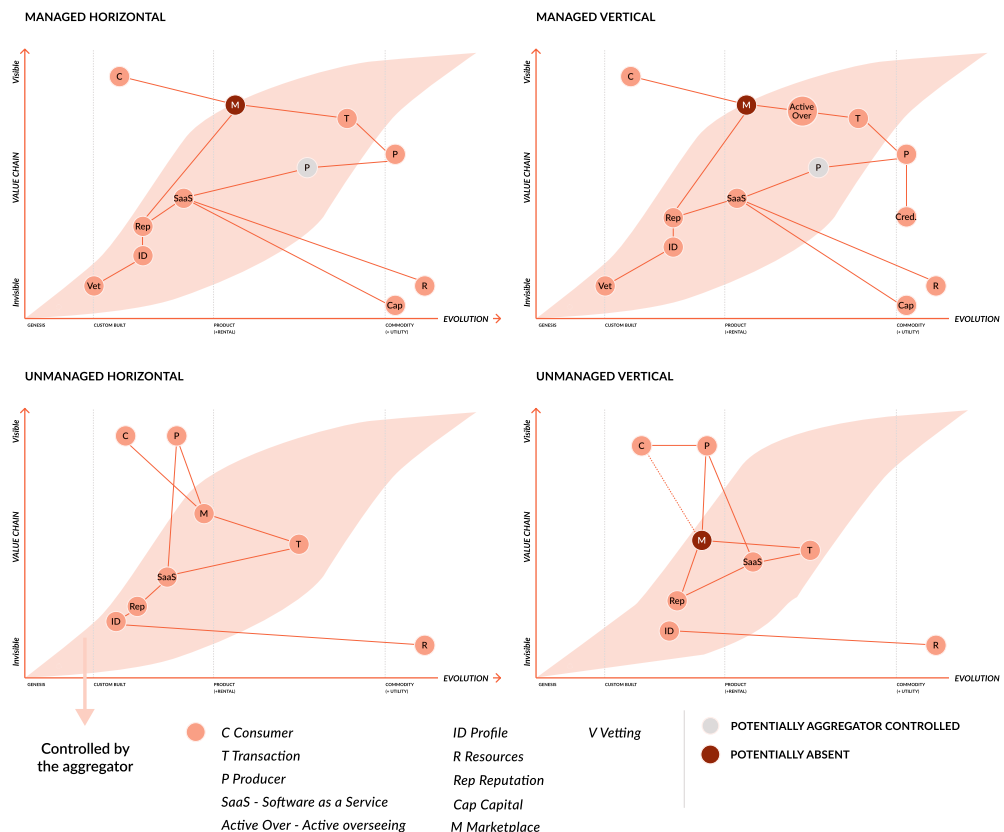 MANAGED HORIZONTAL
Visible
VALUE CHAIN
Invisible
C
M
T
P
P
SaaS
Rep
ID
Vet
R
Cap
EVOLUTION
GENESIS
CUSTOM BUILT
PRODUCT
(+RENTAL)
COMMODITY
(+ UTILITY)
MANAGED VERTICAL
Visible
VALUE CHAIN
Invisible
C
M
Active
Over
T
P
P
SaaS
Cred.
Rep
ID
Vet
R
Cap
EVOLUTION
GENESIS
CUSTOM BUILT
PRODUCT
(+RENTAL)
COMMODITY
(+ UTILITY)
UNMANAGED HORIZONTAL
Visible
VALUE CHAIN
Invisible
C
P
M
T
SaaS
Rep
ID
R
EVOLUTION
GENESIS
CUSTOM BUILT
PRODUCT
(+RENTAL)
COMMODITY
(+ UTILITY)
UNMANAGED VERTICAL
Visible
VALUE CHAIN
Invisible
C
P
M
T
SaaS
Rep
ID
R
EVOLUTION
GENESIS
CUSTOM BUILT
PRODUCT
(+RENTAL)
COMMODITY
(+ UTILITY)
Controlled by
the aggregator
C Consumer
T Transaction
P Producer
SaaS - Software as a Service
Active Over - Active overseeing
ID Profile
R Resources
Rep Reputation
Cap Capital
M Marketplace
V Vetting
POTENTIALLY AGGREGATOR CONTROLLED
POTENTIALLY ABSENT